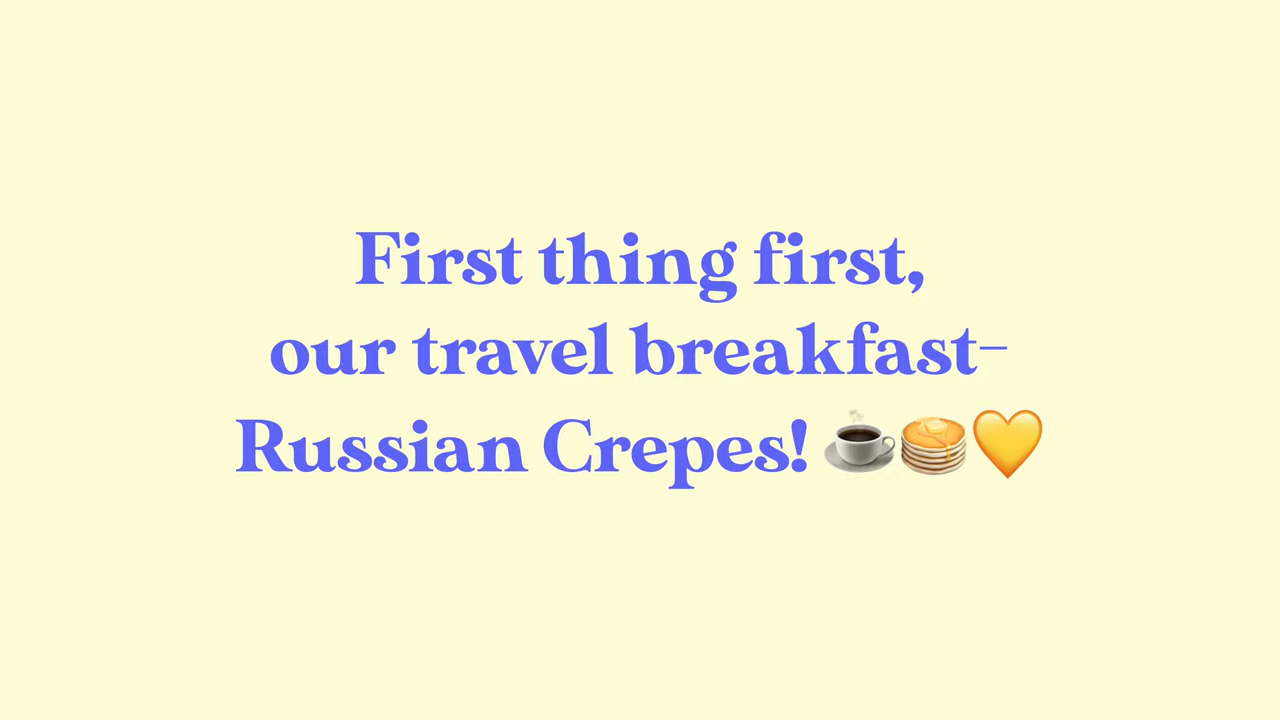 First thing first,
our travel breakfast–
Russian Crepes! ☕🥞💛